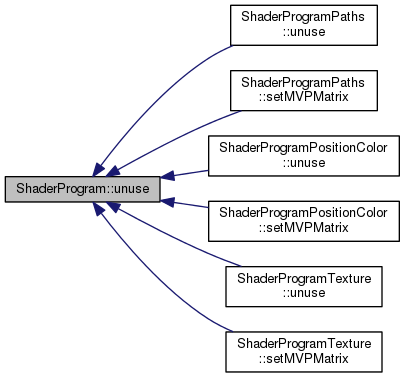 ShaderProgramPaths
::unuse
ShaderProgramPaths
::setMVPMatrix
ShaderProgramPositionColor
::unuse
ShaderProgram::unuse
ShaderProgramPositionColor
::setMVPMatrix
ShaderProgramTexture
::unuse
ShaderProgramTexture
::setMVPMatrix